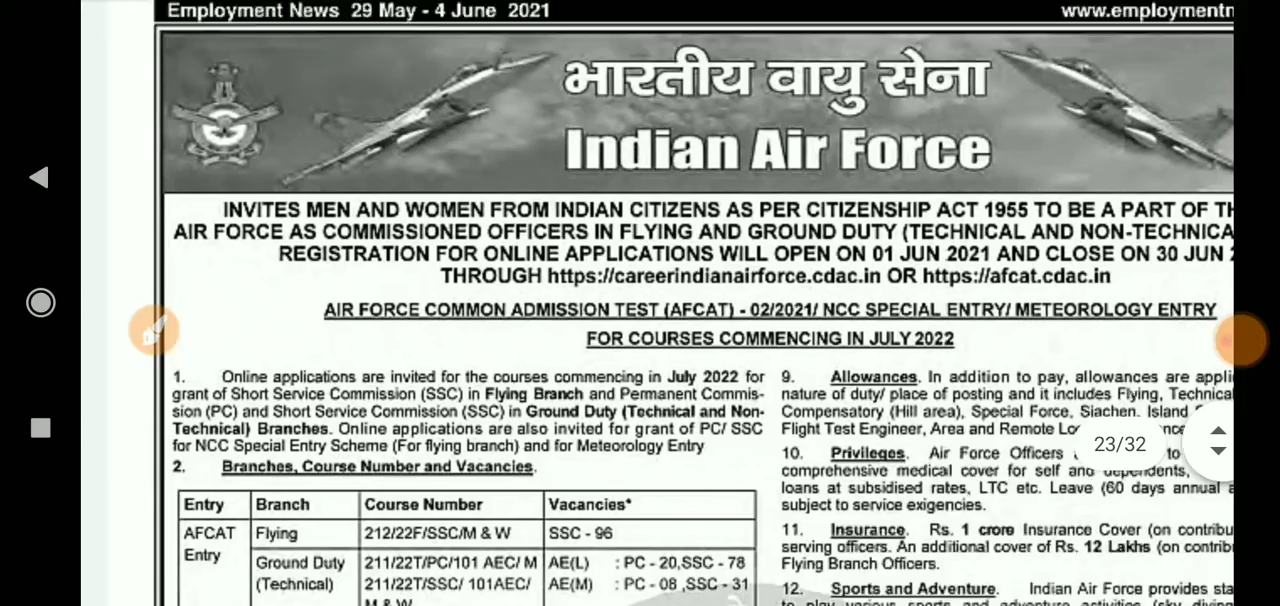 Employment News 29 May - 4 June 2021
www.employmentn
भारतीय वायु सेना
Indian Air Force
INVITES MEN AND WOMEN FROM INDIAN CITIZENS AS PER CITIZENSHIP ACT 1955 TO BE A PART OF
AIR FORCE AS COMMISSIONED OFFICERS IN FLYING AND GROUND DUTY (TECHNICAL AND NON-TECHNICA
REGISTRATION FOR ONLINE APPLICATIONS WILL OPEN ON 01 JUN 2021 AND CLOSE ON 30 JUN
THROUGH https://careerindianairforce.cdac.in OR https://afcat.cdac.in
AIR FORCE COMMON ADMISSION TEST (AFCAT) - 02/2021/ NCC SPECIAL ENTRY/ METEOROLOGY ENTRY
FOR COURSES COMMENCING IN JULY 2022
1. Online applications are invited for the courses commencing in July 2022 for
grant of Short Service Commission (SSC) in Flying Branch and Permanent Commis-
sion (PC) and Short Service Commission (SSC) in Ground Duty (Technical and Non-
Technical) Branches. Online applications are also invited for grant of PC/ SSC
for NCC Special Entry Scheme (For flying branch) and for Meteorology Entry
2. Branches, Course Number and Vacancies.
Entry Branch Course Number Vacancies*
AFCAT Entry Flying 212/22F/SSC/M & W SSC - 96
Ground Duty 211/22T/PC/101 AEC/ M AE(L) : PC - 20,SSC - 78
(Technical) 211/22T/SSC/ 101AEC/ AE(M) : PC - 08 ,SSC - 31
M & W
9. Allowances. In addition to pay, allowances are appli
nature of duty/ place of posting and it includes Flying, Technical
Compensatory (Hill area), Special Force, Siachen. Island
Flight Test Engineer, Area and Remote
10. Privileges. Air Force Officers to
comprehensive medical cover for self and dependents,
loans at subsidised rates, LTC etc. Leave (60 days annual
subject to service exigencies.
11. Insurance. Rs. 1 crore Insurance Cover (on contribu
serving officers. An additional cover of Rs. 12 Lakhs (on contrib
Flying Branch Officers.
12. Sports and Adventure. Indian Air Force provides sta
to play various sports and adventure activities (sky diving
23/32